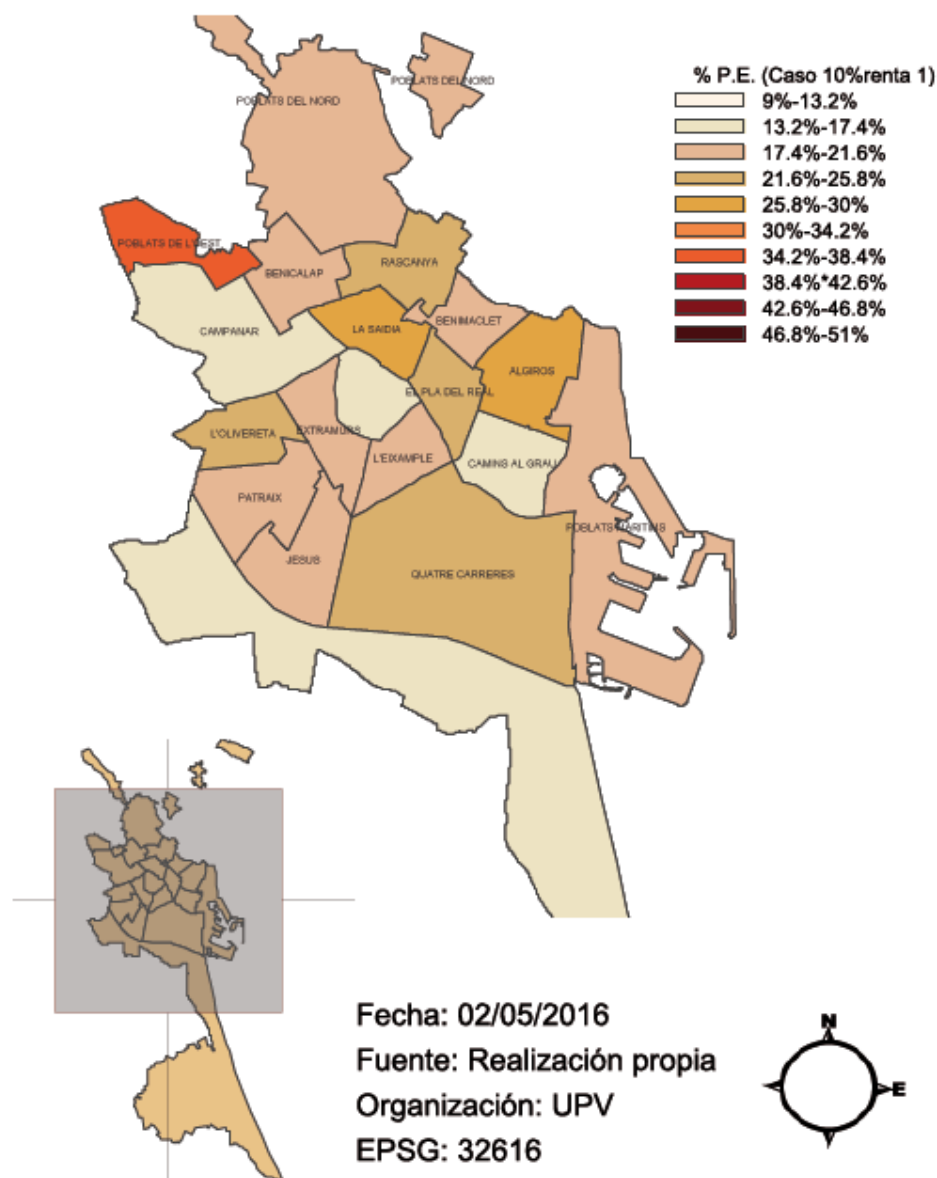 % P.E. (Caso 10%renta 1)
9%-13.2%
13.2%-17.4%
17.4%-21.6%
21.6%-25.8%
25.8%-30%
30%-34.2%
34.2%-38.4%
38.4%*42.6%
42.6%-46.8%
46.8%-51%
POBLATS DEL NORD
POBLATS DEL NORD
POBLATS DE L'OEST
BENICALAP
RASCANYA
CAMPANAR
LA SAIDIA
BENIMACLET
ALGIROS
EL PLA DEL REAL
L'OLIVERETA
EXTRAMURS
L'EIXAMPLE
CAMINS AL GRAU
PATRAIX
POBLATS MARITIMS
JESUS
QUATRE CARRERES
Fecha: 02/05/2016
Fuente: Realización propia
Organización: UPV
EPSG: 32616
N
E